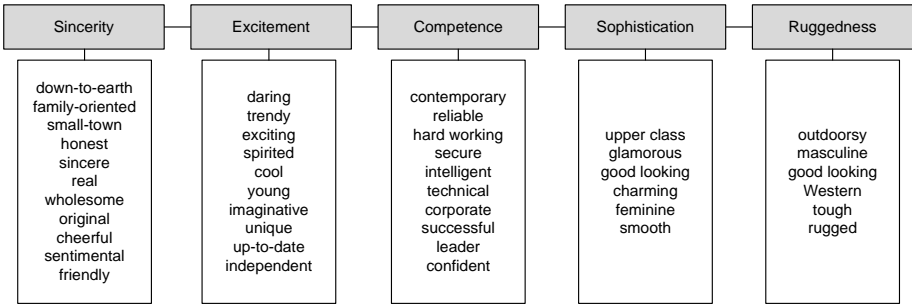 Sincerity
Excitement
Competence
Sophistication
Ruggedness
down-to-earth
family-oriented
small-town
honest
sincere
real
wholesome
original
cheerful
sentimental
friendly
daring
trendy
exciting
spirited
cool
young
imaginative
unique
up-to-date
independent
contemporary
reliable
hard working
secure
intelligent
technical
corporate
successful
leader
confident
upper class
glamorous
good looking
charming
feminine
smooth
outdoorsy
masculine
good looking
Western
tough
rugged